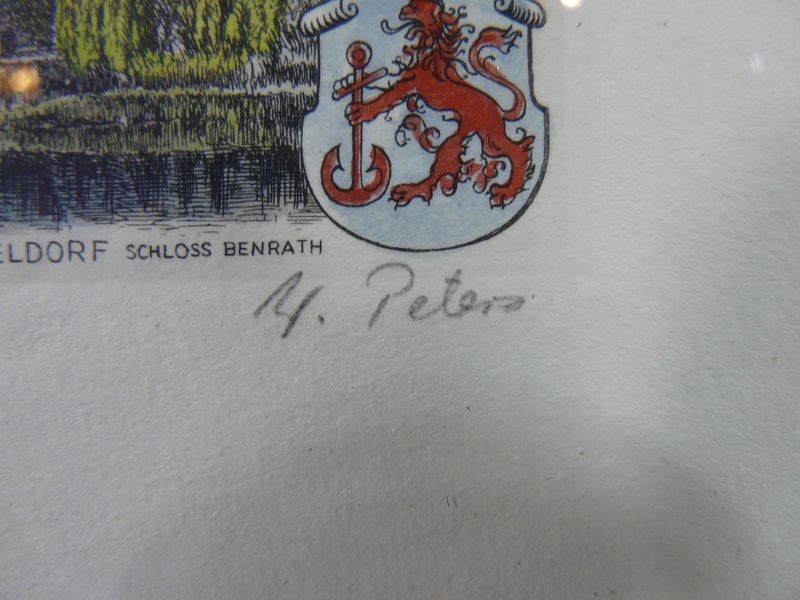 ELDORF SCHLOSS BENRATH
Y. Peters